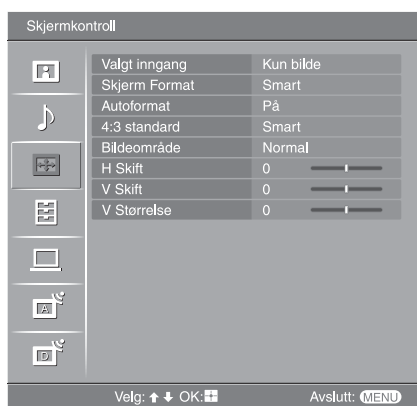 Skjermkontroll
Valgt inngang Kun bilde
Skjerm Format Smart
Autoformat På
4:3 standard Smart
Bildeområde Normal
H Skift 0
V Skift 0
V Størrelse 0
A
D
Velg: OK: Avslutt: MENU